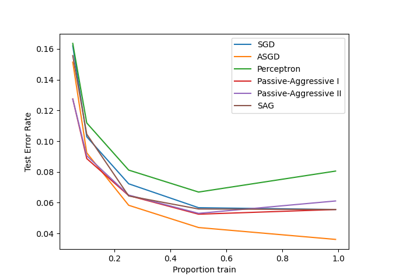 0.16
0.14
0.12
0.10
0.08
0.06
0.04
0.2
0.4
0.6
0.8
1.0
Test Error Rate
Proportion train
SGD
ASGD
Perceptron
Passive-Aggressive I
Passive-Aggressive II
SAG